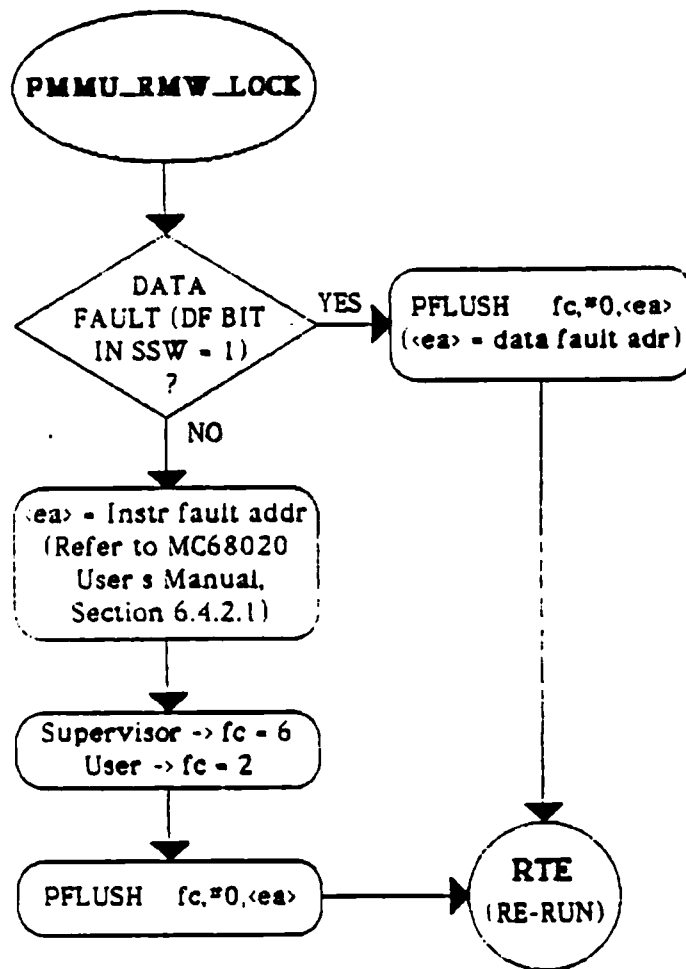 PMMU_RMW_LOCK
DATA
FAULT (DF BIT
IN SSW = 1)
?
YES
PFLUSH fc,#0,<ea>
(<ea> = data fault adr)
NO
<ea> = Instr fault addr
(Refer to MC68020
User s Manual,
Section 6.4.2.1)
Supervisor -> fc = 6
User -> fc = 2
PFLUSH fc,#0,<ea>
RTE
(RE-RUN)